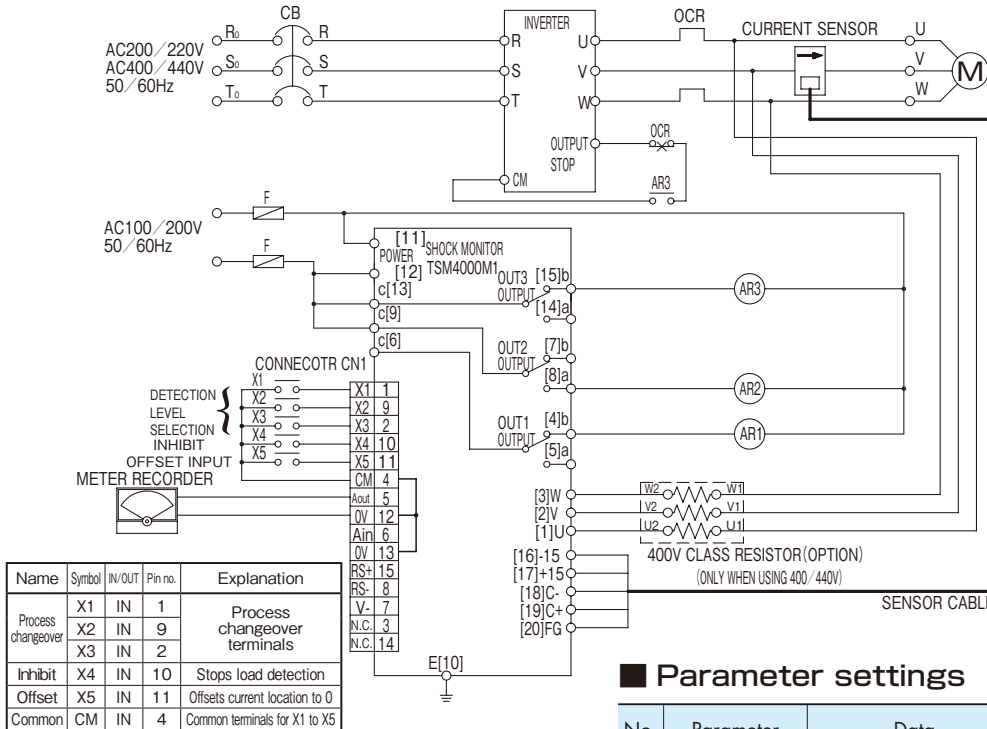 CB
INVERTER
OCR
CURRENT SENSOR
AC200/220V
AC400/440V
50/60Hz
R0 R R U U
S0 S S V V M
T0 T T W W
OUTPUT
STOP
OCR
CM
AR3
F
AC100/200V
50/60Hz
F
[11]
POWER
SHOCK MONITOR
TSM4000M1
[12]
c[13]
OUT3
OUTPUT
[15]b
[14]a
AR3
c[9]
c[6]
OUT2
OUTPUT
[7]b
[8]a
AR2
OUT1
OUTPUT
[4]b
[5]a
AR1
CONNECOTR CN1
DETECTION
LEVEL
SELECTION
INHIBIT
OFFSET INPUT
METER RECORDER
X1 X1 1
X2 X2 9
X3 X3 2
X4 X4 10
X5 X5 11
CM 4
Aout 5
0V 12
Ain 6
0V 13
RS+ 15
RS- 8
V- 7
N.C. 3
N.C. 14
E[10]
[3]W W2 W1
[2]V V2 V1
[1]U U2 U1
400V CLASS RESISTOR(OPTION)
(ONLY WHEN USING 400/440V)
[16]-15
[17]+15
[18]C-
[19]C+
[20]FG
SENSOR CABLE
Name Symbol IN/OUT Pin no. Explanation
Process changeover X1 IN 1 Process changeover terminals
X2 IN 9
X3 IN 2
Inhibit X4 IN 10 Stops load detection
Offset X5 IN 11 Offsets current location to 0
Common CM IN 4 Common terminals for X1 to X5
■ Parameter settings
No. Parameter Data